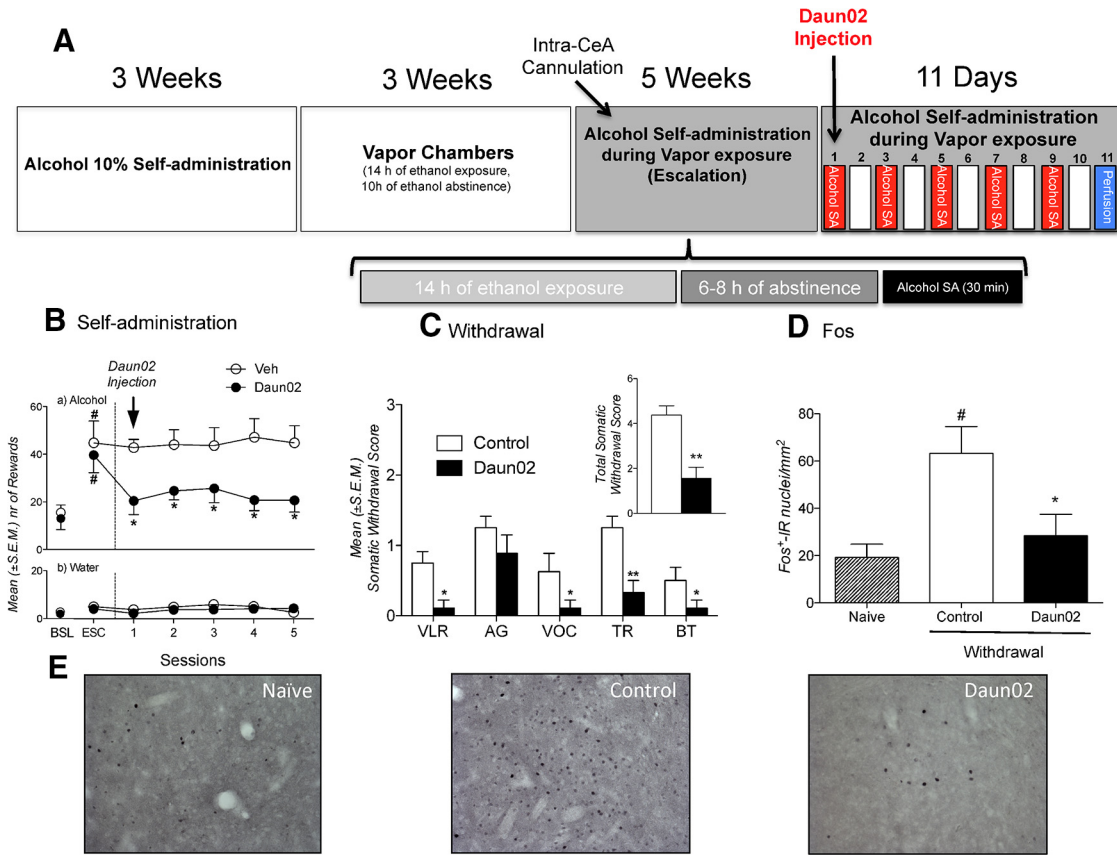 A
3 Weeks
3 Weeks
Intra-CeA
Cannulation
5 Weeks
Daun02
Injection
11 Days
Alcohol 10% Self-administration
Vapor Chambers
(14 h of ethanol exposure,
10h of ethanol abstinence)
Alcohol Self-administration
during Vapor exposure
(Escalation)
Alcohol Self-administration
during Vapor exposure
1 2 3 4 5 6 7 8 9 10 11
Alcohol SA
Alcohol SA
Alcohol SA
Alcohol SA
Alcohol SA
Perfusion
14 h of ethanol exposure
6-8 h of abstinence
Alcohol SA (30 min)
B Self-administration
Daun02
Injection
Veh
Daun02
a) Alcohol
Mean (±S.E.M.) nr of Rewards
60
40
20
0
#
#
* * * * *
b) Water
20
0
BSL ESC 1 2 3 4 5
Sessions
C Withdrawal
Mean (±S.E.M.)
Somatic Withdrawal Score
3
2
1
0
Control
Daun02
Total Somatic
Withdrawal Score
6
4
2
0
**
* * ** *
VLR AG VOC TR BT
D Fos
Fos+-IR nuclei/mm2
80
60
40
20
0
#
*
Naive Control Daun02
Withdrawal
E
Naïve
Control
Daun02